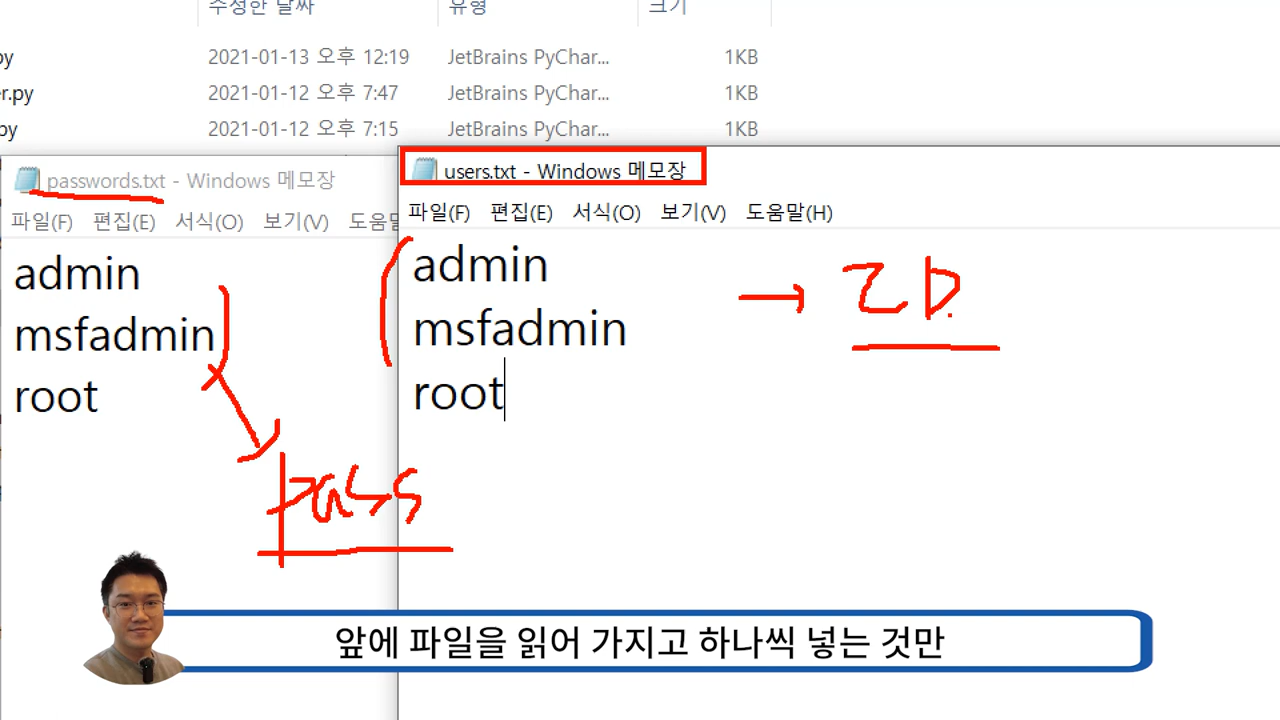 수정한 날짜 유형 크기
py 2021-01-13 오후 12:19 JetBrains PyChar... 1KB
er.py 2021-01-12 오후 7:47 JetBrains PyChar... 1KB
py 2021-01-12 오후 7:15 JetBrains PyChar... 1KB
passwords.txt - Windows 메모장
파일(F) 편집(E) 서식(O) 보기(V) 도움말
admin
msfadmin
root
pass
users.txt - Windows 메모장
파일(F) 편집(E) 서식(O) 보기(V) 도움말(H)
admin
msfadmin
root
→ ID.
앞에 파일을 읽어 가지고 하나씩 넣는 것만